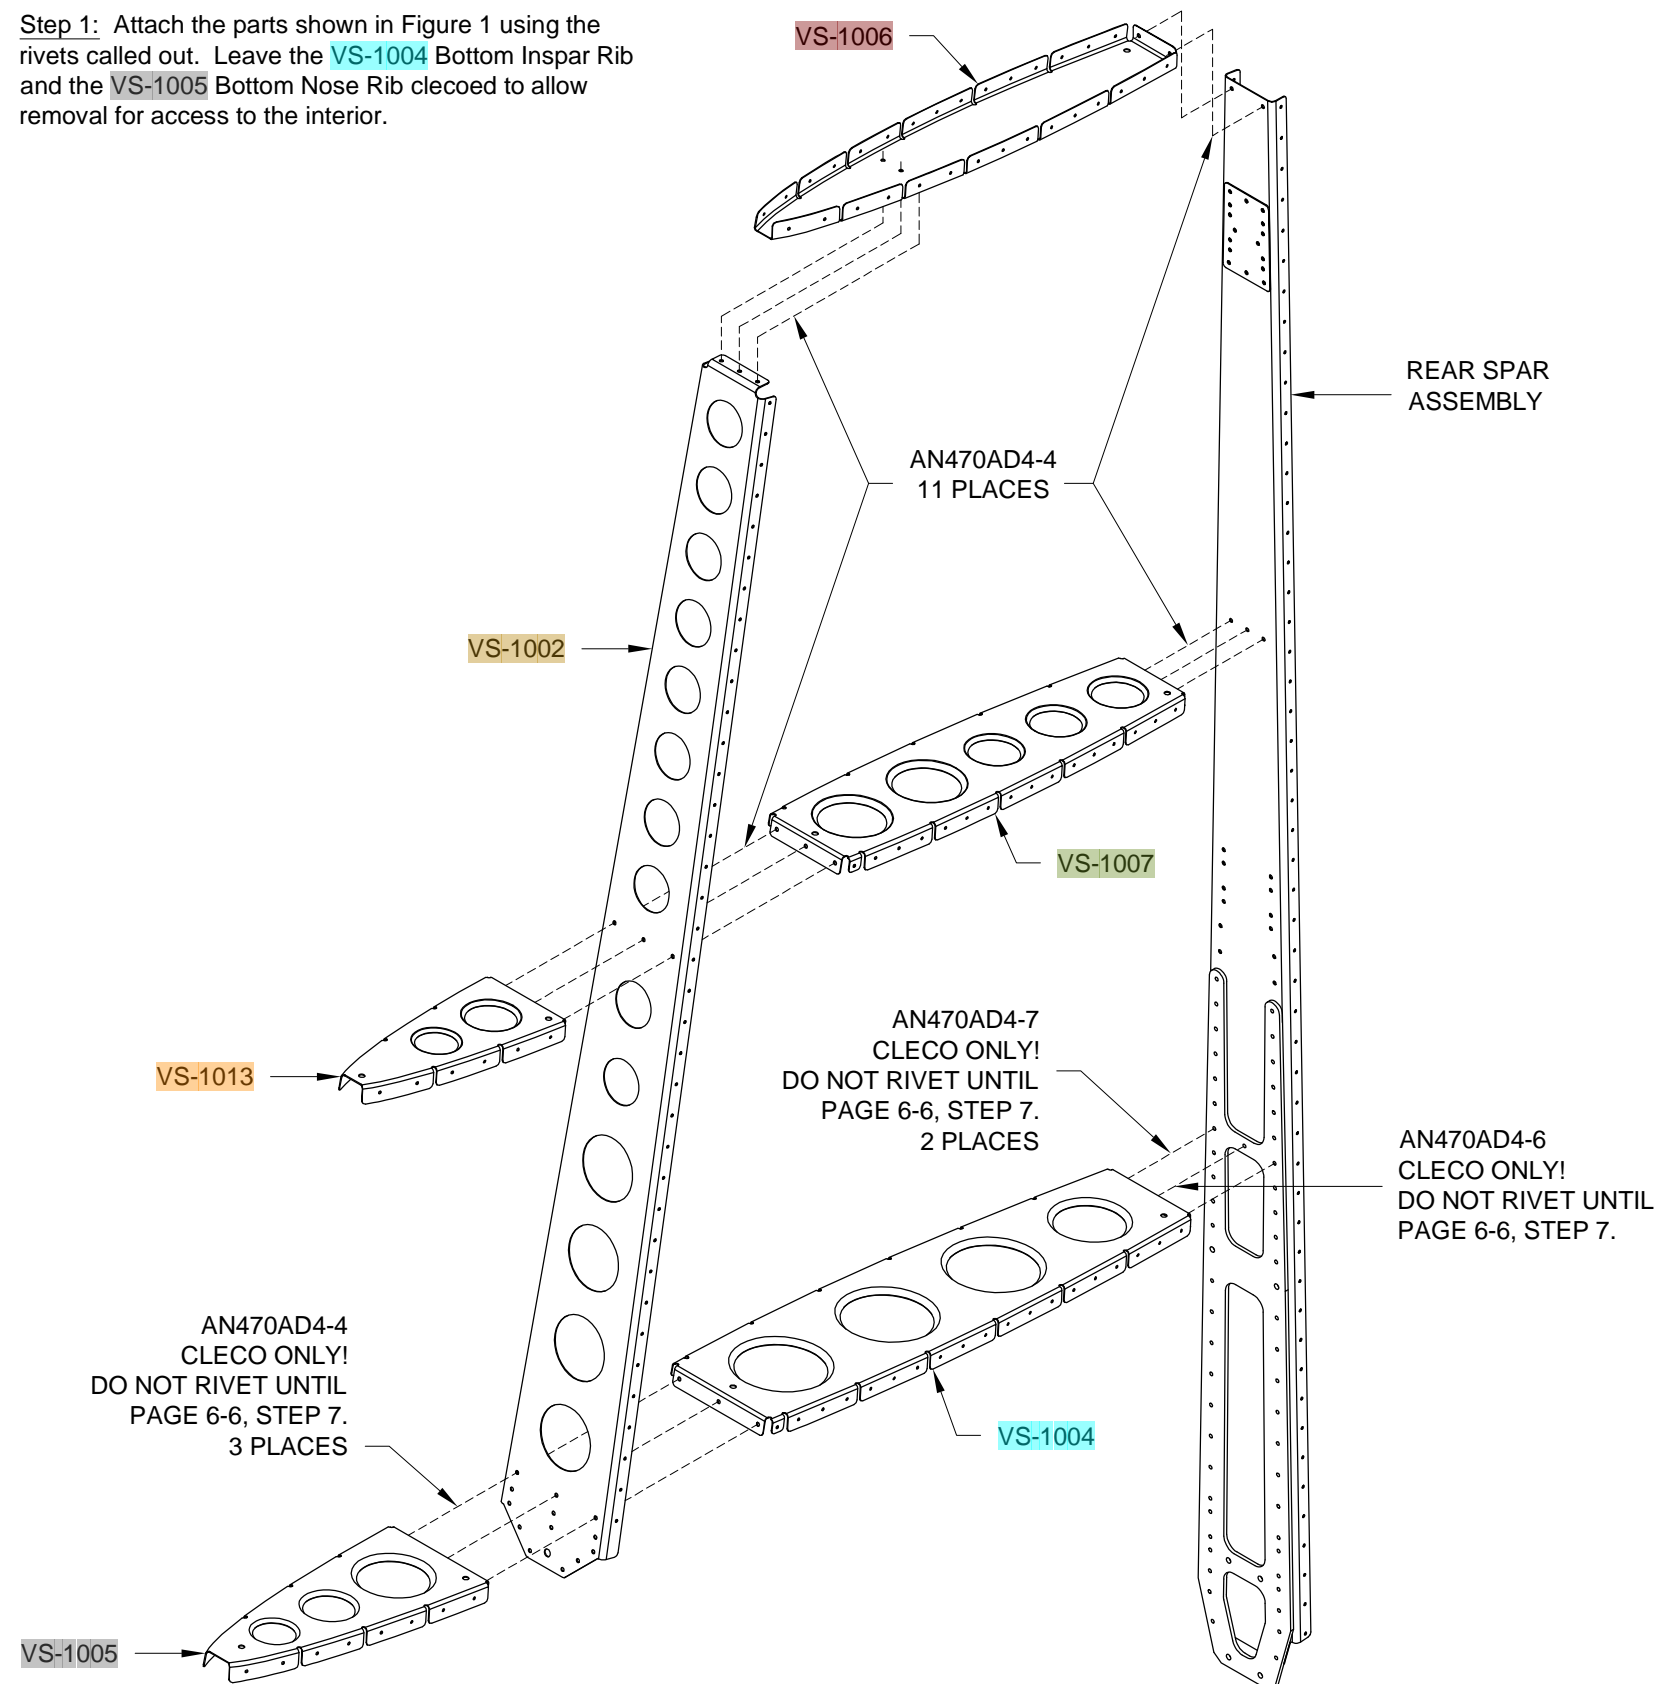 Step 1: Attach the parts shown in Figure 1 using the
rivets called out. Leave the VS-1004 Bottom Inspar Rib
and the VS-1005 Bottom Nose Rib clecoed to allow
removal for access to the interior.
VS-1006
REAR SPAR
ASSEMBLY
AN470AD4-4
11 PLACES
VS-1002
VS-1007
VS-1013
AN470AD4-7
CLECO ONLY!
DO NOT RIVET UNTIL
PAGE 6-6, STEP 7.
2 PLACES
AN470AD4-6
CLECO ONLY!
DO NOT RIVET UNTIL
PAGE 6-6, STEP 7.
AN470AD4-4
CLECO ONLY!
DO NOT RIVET UNTIL
PAGE 6-6, STEP 7.
3 PLACES
VS-1004
VS-1005